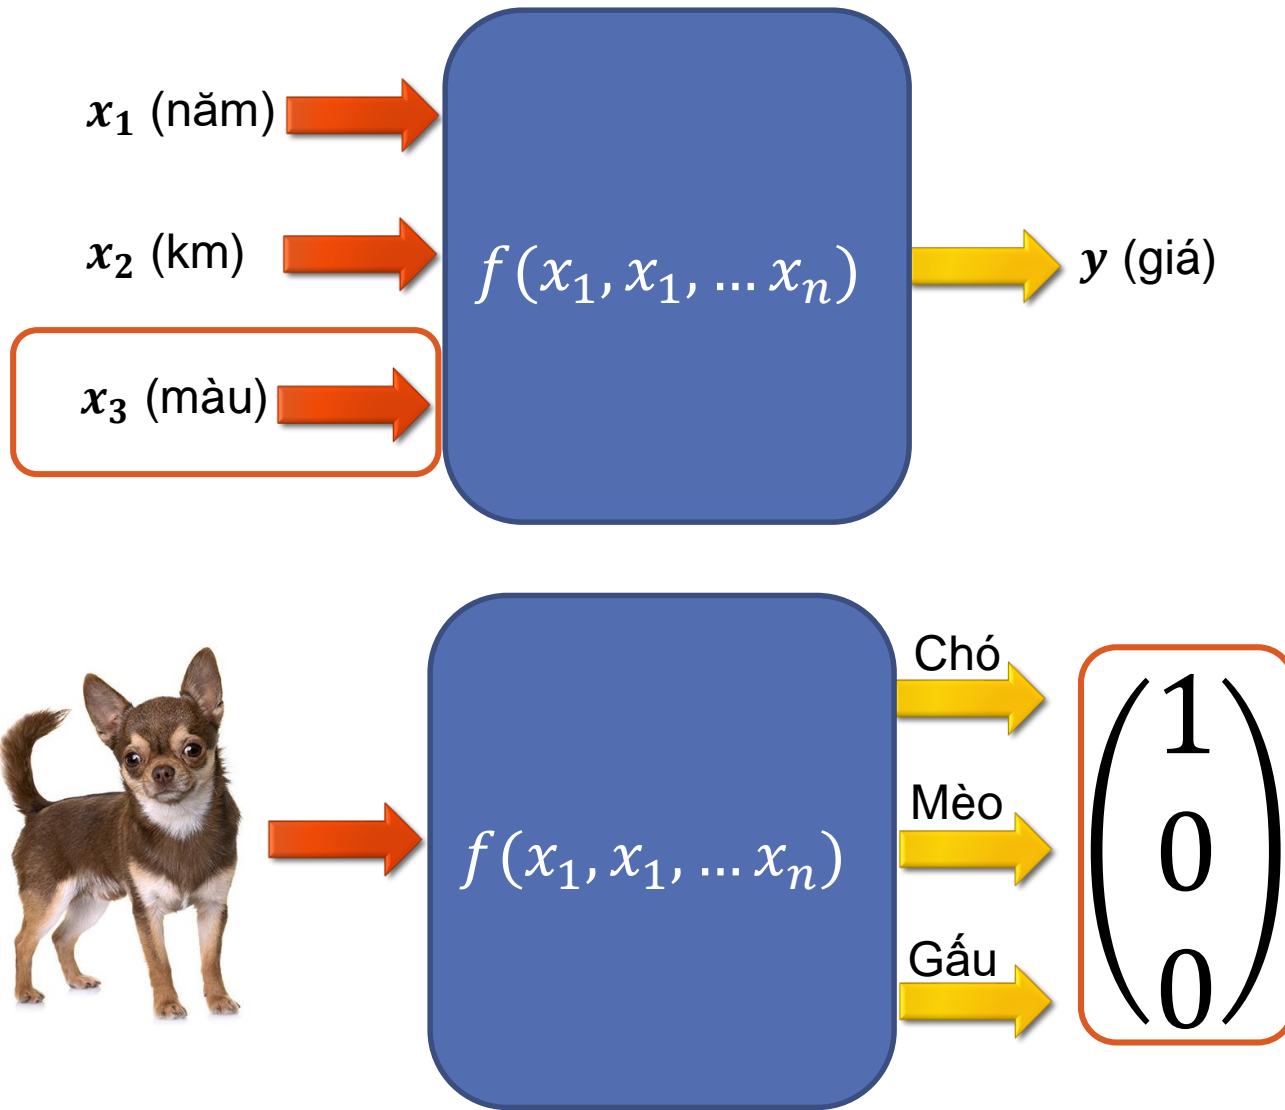 x₁ (năm)
x₂ (km)
x₃ (màu)
f(x₁, x₁, … xₙ)
y (giá)
f(x₁, x₁, … xₙ)
Chó
Mèo
Gấu
1
0
0